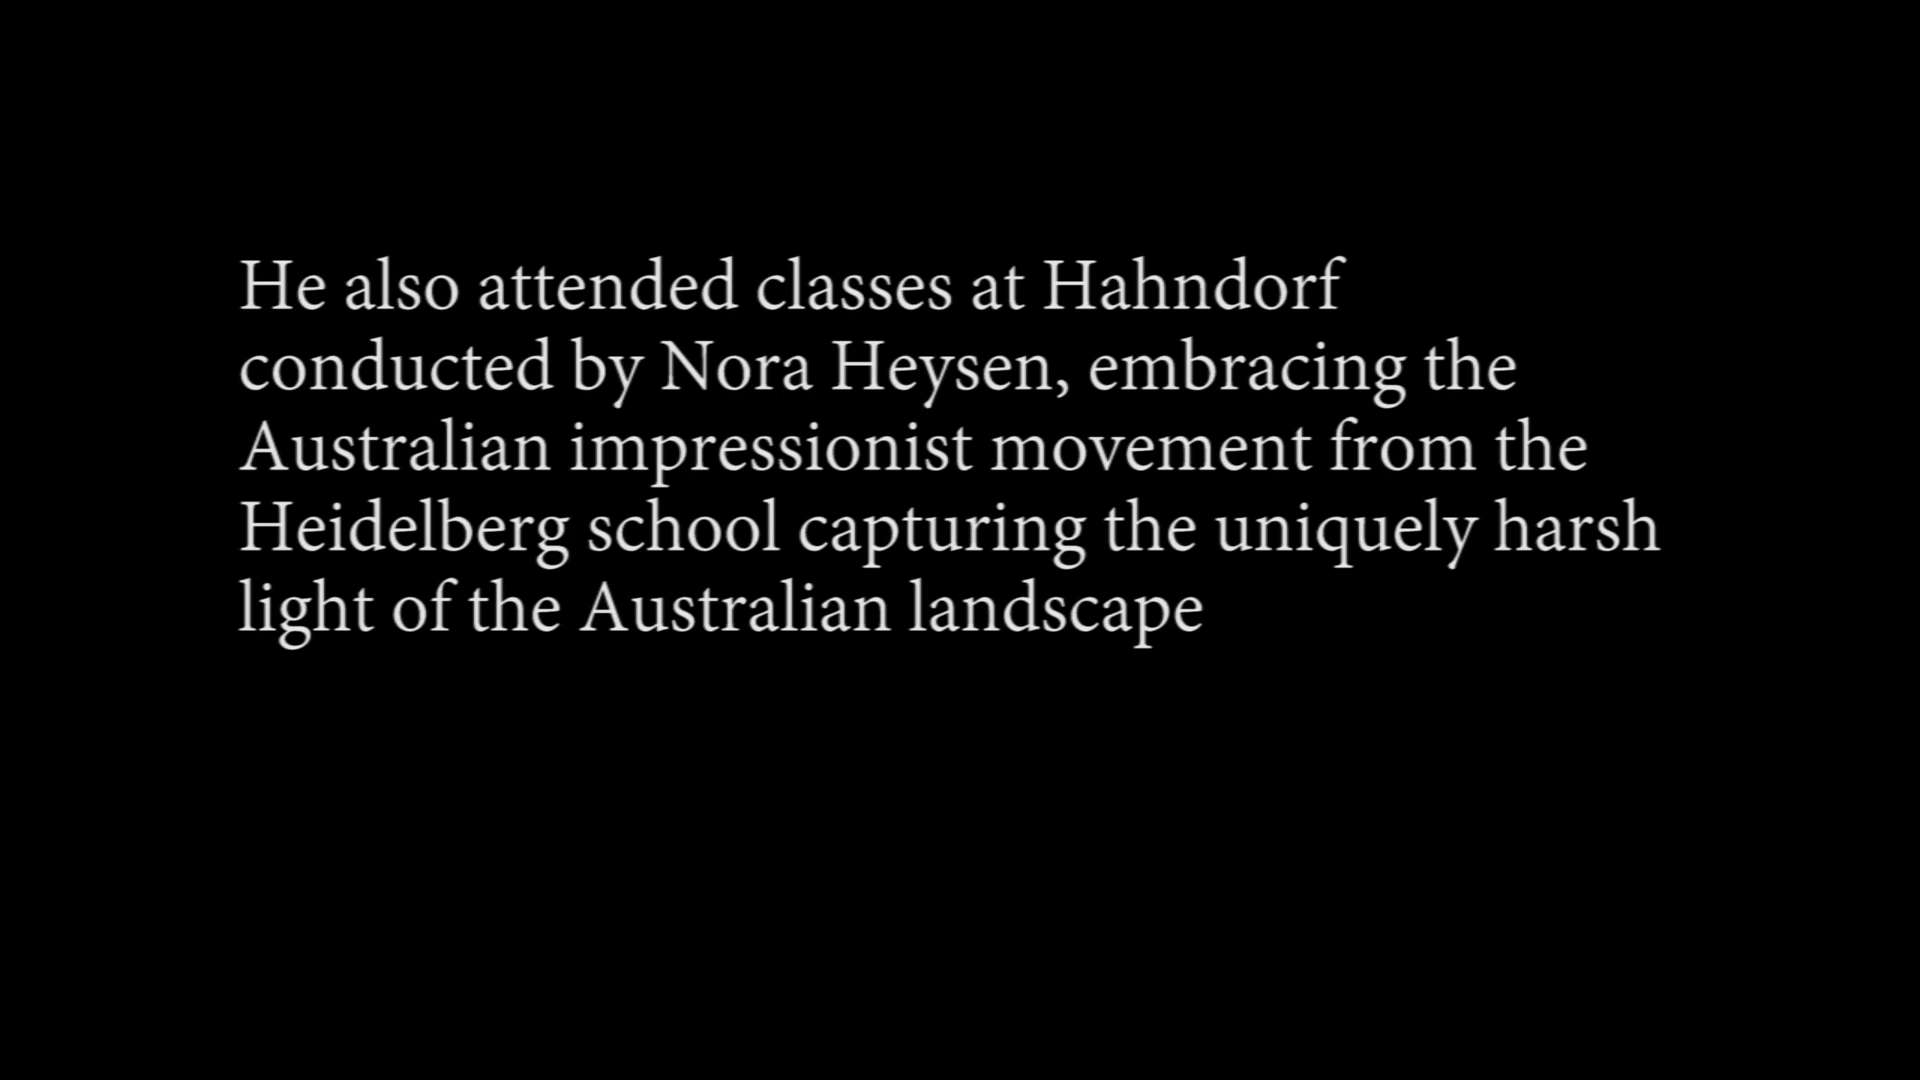 He also attended classes at Hahndorf
conducted by Nora Heysen, embracing the
Australian impressionist movement from the
Heidelberg school capturing the uniquely harsh
light of the Australian landscape